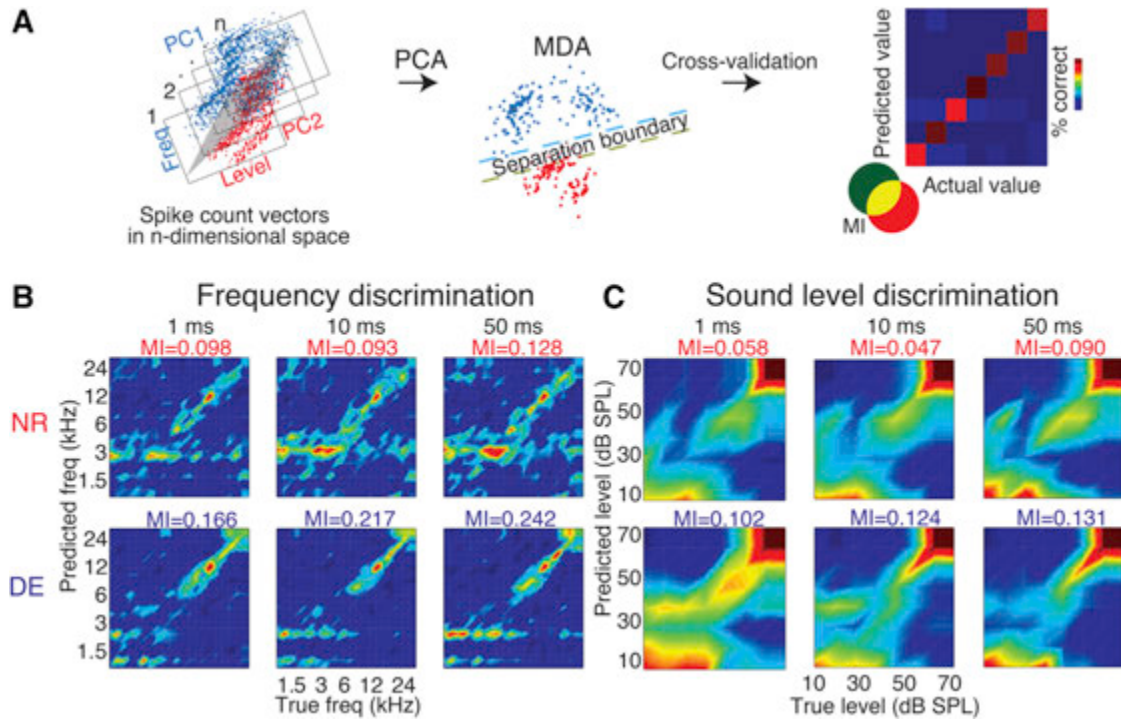 A
n
PC1
2
1
Freq
PC2
Level
Spike count vectors
in n-dimensional space
PCA
MDA
Separation boundary
Cross-validation
Predicted value
% correct
Actual value
MI
B
Frequency discrimination
1 ms
10 ms
50 ms
MI=0.098
MI=0.093
MI=0.128
NR
24
12
6
3
1.5
MI=0.166
MI=0.217
MI=0.242
DE
24
12
6
3
1.5
Predicted freq (kHz)
1.5 3 6 12 24
True freq (kHz)
C
Sound level discrimination
1 ms
10 ms
50 ms
MI=0.058
MI=0.047
MI=0.090
70
50
30
10
MI=0.102
MI=0.124
MI=0.131
70
50
30
10
Predicted level (dB SPL)
10 30 50 70
True level (dB SPL)